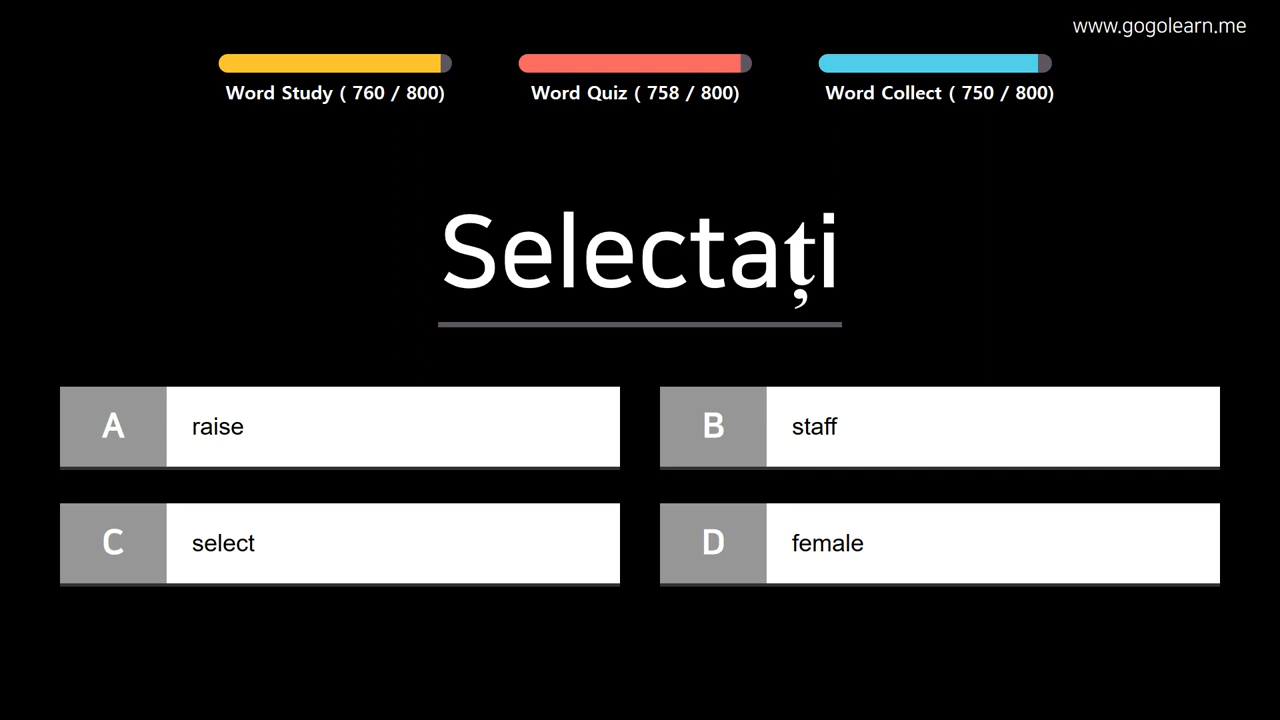 www.gogolearn.me
Word Study ( 760 / 800)
Word Quiz ( 758 / 800)
Word Collect ( 750 / 800)
Selectați
A raise
B staff
C select
D female